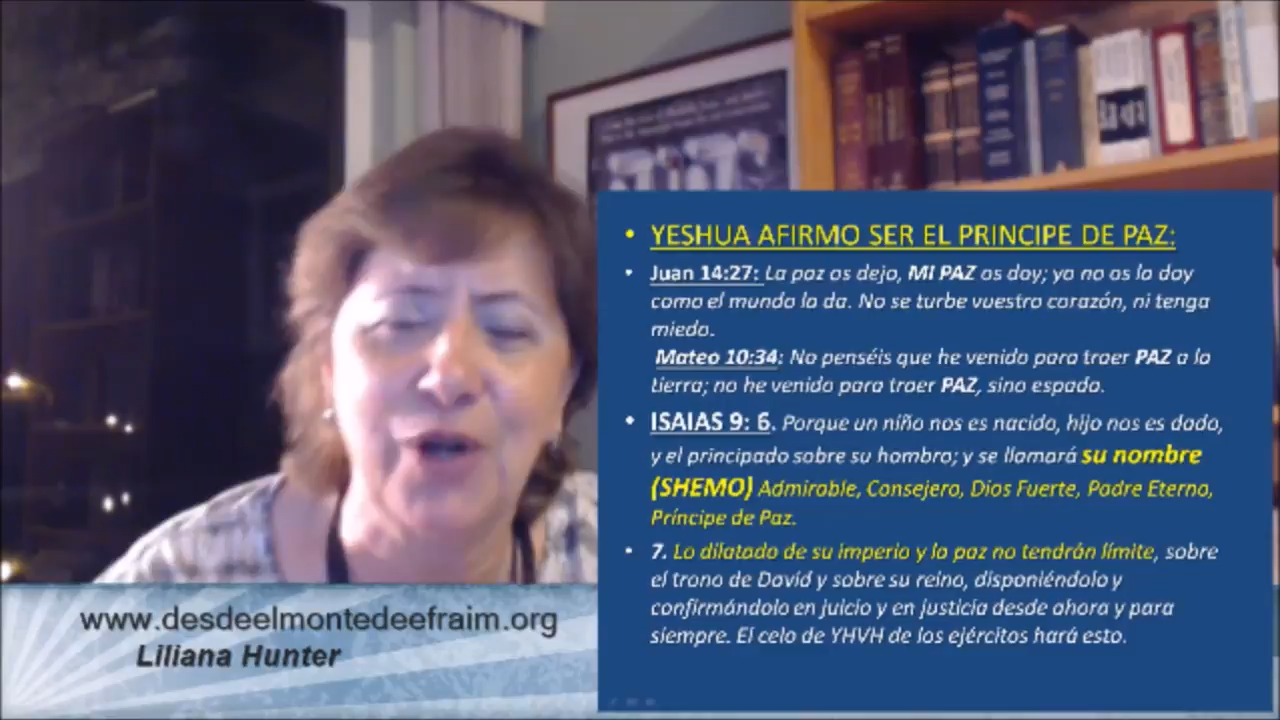 YESHUA AFIRMO SER EL PRINCIPE DE PAZ:
Juan 14:27: La paz os dejo, MI PAZ os doy; yo no os la doy
como el mundo la da. No se turbe vuestro corazón, ni tenga
miedo.
Mateo 10:34: No penséis que he venido para traer PAZ a la
tierra; no he venido para traer PAZ, sino espada.
ISAIAS 9: 6. Porque un niño nos es nacido, hijo nos es dado,
y el principado sobre su hombro; y se llamará su nombre
(SHEMO) Admirable, Consejero, Dios Fuerte, Padre Eterno,
Príncipe de Paz.
7. Lo dilatado de su imperio y la paz no tendrán límite, sobre
el trono de David y sobre su reino, disponiéndolo y
confirmándolo en juicio y en justicia desde ahora y para
siempre. El celo de YHVH de los ejércitos hará esto.
www.desdeelmontedeefraim.org
Liliana Hunter